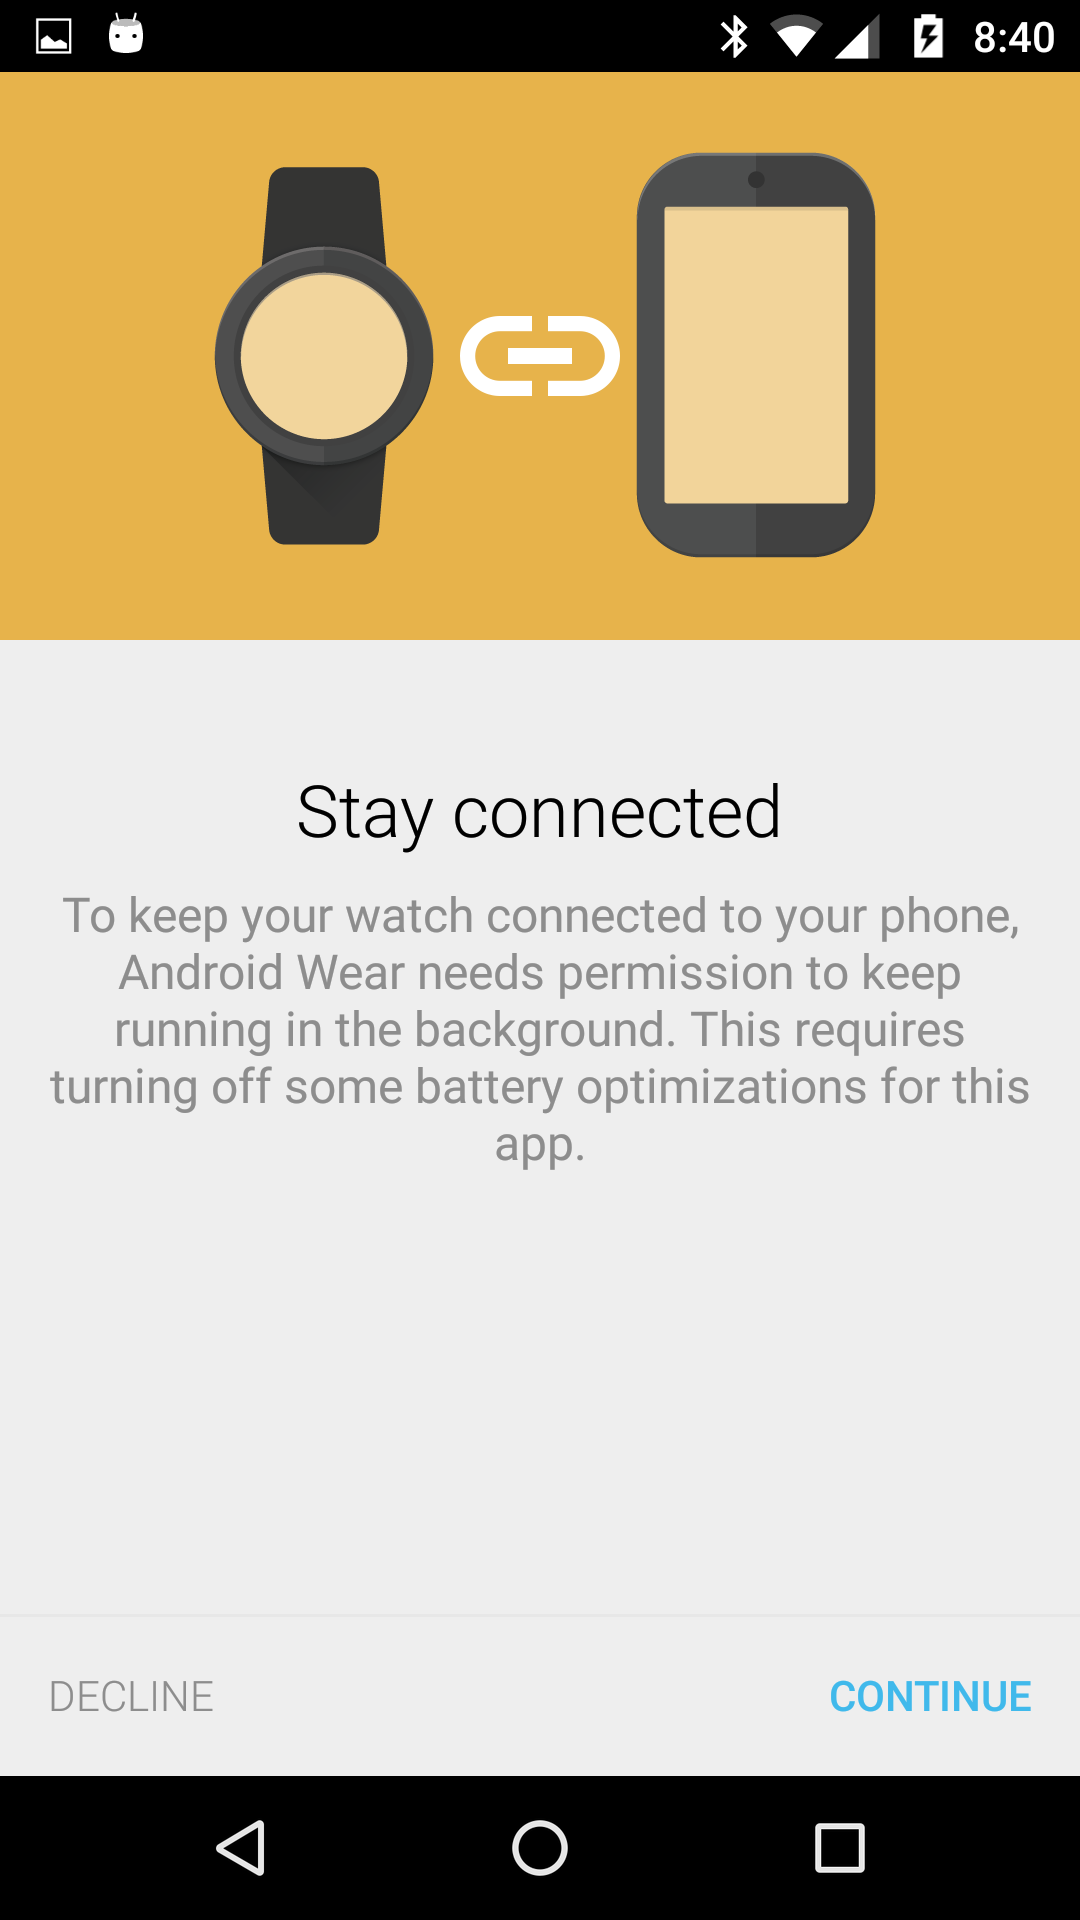 8:40
Stay connected
To keep your watch connected to your phone,
Android Wear needs permission to keep
running in the background. This requires
turning off some battery optimizations for this
app.
DECLINE
CONTINUE